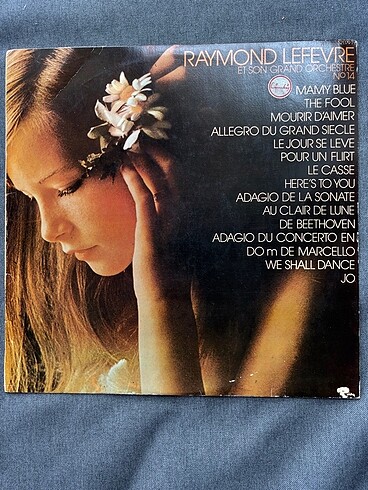 RAYMOND LEFEVRE
ET SON GRAND ORCHESTRE
Nº14
MAMY BLUE
THE FOOL
MOURIR D'AIMER
ALLEGRO DU GRAND SIECLE
LE JOUR SE LEVE
POUR UN FLIRT
LE CASSE
HERE'S TO YOU
ADAGIO DE LA SONATE
AU CLAIR DE LUNE
DE BEETHOVEN
ADAGIO DU CONCERTO EN
DO m DE MARCELLO
WE SHALL DANCE
JO